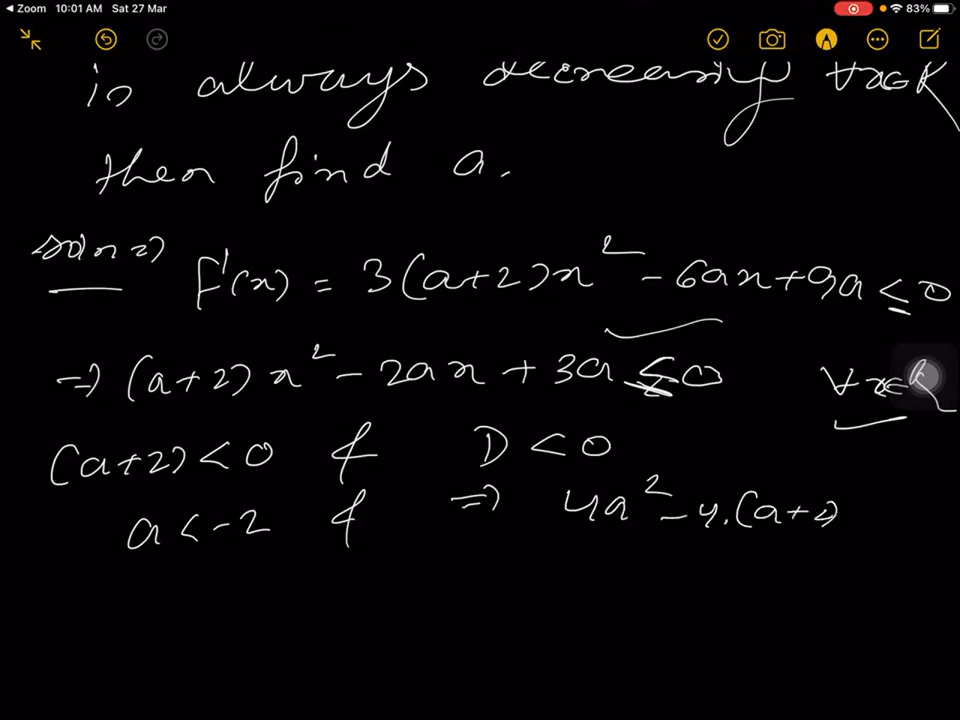 Zoom 10:01 AM Sat 27 Mar 83%
is always decreasing ∀x∈R
then find a.
Soln ⇒ f'(x) = 3(a+2)x² - 6ax + 9a ≤ 0
⇒ (a+2)x² - 2ax + 3a ≤ 0 ∀x∈R
(a+2) < 0 & D < 0
a < -2 & ⇒ 4a² - 4.(a+2)